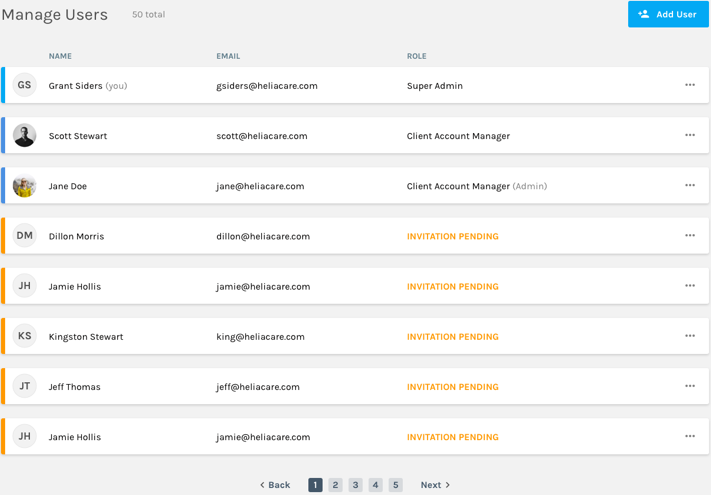 Manage Users 50 total Add User
NAME EMAIL ROLE
GS Grant Siders (you) gsiders@heliacare.com Super Admin ...
Scott Stewart scott@heliacare.com Client Account Manager ...
Jane Doe jane@heliacare.com Client Account Manager (Admin) ...
DM Dillon Morris dillon@heliacare.com INVITATION PENDING ...
JH Jamie Hollis jamie@heliacare.com INVITATION PENDING ...
KS Kingston Stewart king@heliacare.com INVITATION PENDING ...
JT Jeff Thomas jeff@heliacare.com INVITATION PENDING ...
JH Jamie Hollis jamie@heliacare.com INVITATION PENDING ...
< Back 1 2 3 4 5 Next >